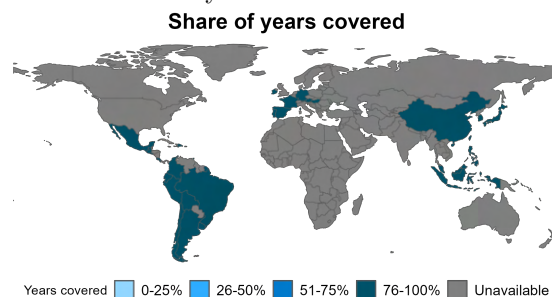 Share of years covered
Years covered 0-25% 26-50% 51-75% 76-100% Unavailable